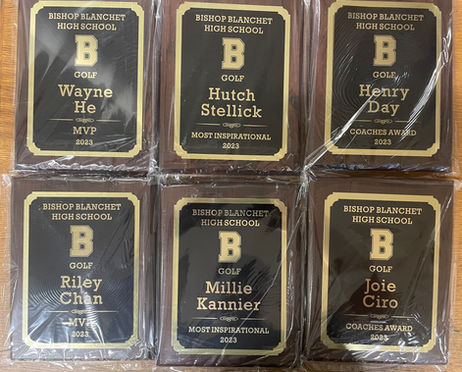 BISHOP BLANCHET
HIGH SCHOOL
B
GOLF
Wayne
He
MVP
2023
BISHOP BLANCHET
HIGH SCHOOL
B
GOLF
Hutch
Stellick
MOST INSPIRATIONAL
2023
BISHOP BLANCHET
HIGH SCHOOL
B
GOLF
Henry
Day
COACHES AWARD
2023
BISHOP BLANCHET
HIGH SCHOOL
B
GOLF
Riley
Chan
MVP
2023
BISHOP BLANCHET
HIGH SCHOOL
B
GOLF
Millie
Kannier
MOST INSPIRATIONAL
2023
BISHOP BLANCHET
HIGH SCHOOL
B
GOLF
Joie
Ciro
COACHES AWARD
2023